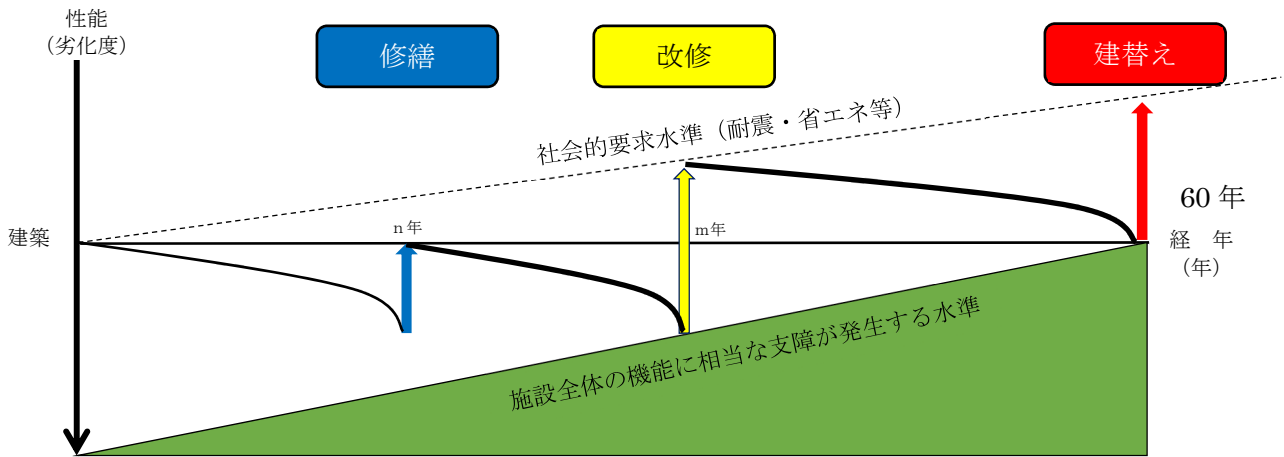 性能
（劣化度）
修繕
改修
建替え
社会的要求水準（耐震・省エネ等）
60 年
建築
ｎ年
ｍ年
経　年
（年）
施設全体の機能に相当な支障が発生する水準